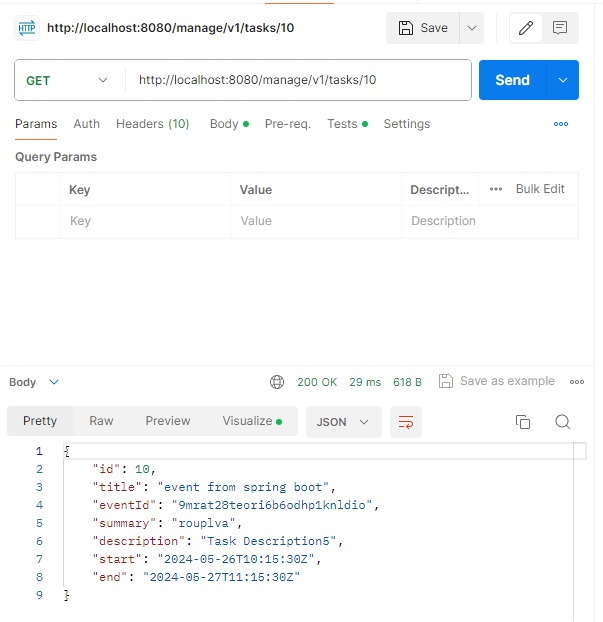 HTTP http://localhost:8080/manage/v1/tasks/10 Save
GET http://localhost:8080/manage/v1/tasks/10 Send
Params Auth Headers (10) Body Pre-req. Tests Settings
Query Params
Key Value Descript... Bulk Edit
Key Value Description
Body 200 OK 29 ms 618 B Save as example
Pretty Raw Preview Visualize JSON
1 {
2 "id": 10,
3 "title": "event from spring boot",
4 "eventId": "9mrat28teori6b6odhp1knldio",
5 "summary": "rouplva",
6 "description": "Task Description5",
7 "start": "2024-05-26T10:15:30Z",
8 "end": "2024-05-27T11:15:30Z"
9 }